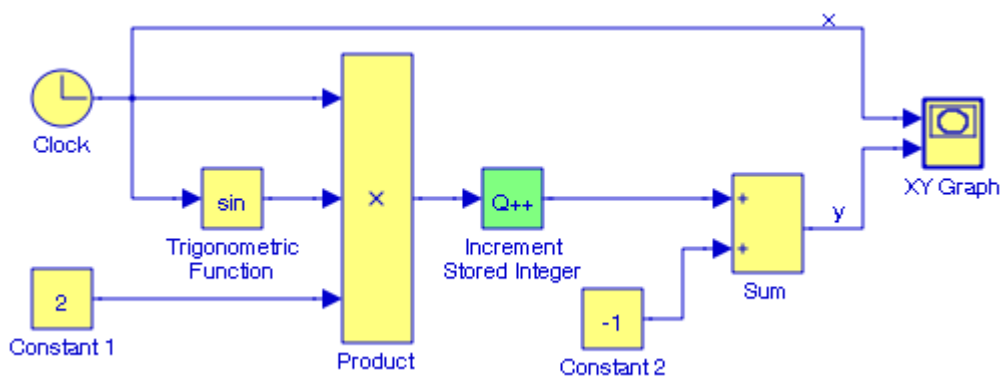 x
Clock
XY Graph
sin
×
Q++
+
y
Trigonometric
Function
Increment
Stored Integer
+
Sum
2
-1
Constant 1
Product
Constant 2